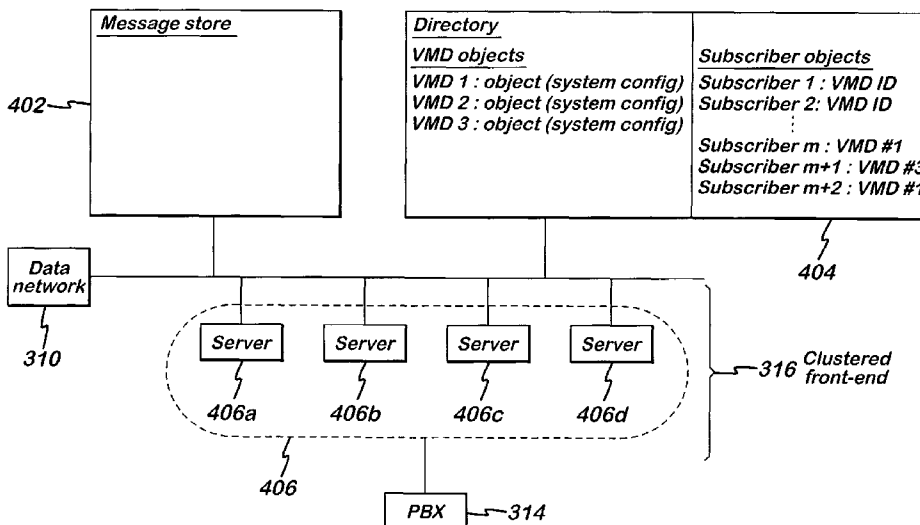 Message store
Directory
VMD objects
VMD 1 : object (system config)
VMD 2 : object (system config)
VMD 3 : object (system config)
Subscriber objects
Subscriber 1 : VMD ID
Subscriber 2: VMD ID
Subscriber m : VMD #1
Subscriber m+1 : VMD #3
Subscriber m+2 : VMD #1
402
404
Data
network
310
Server
Server
Server
Server
406a
406b
406c
406d
316 Clustered
front-end
406
PBX
314